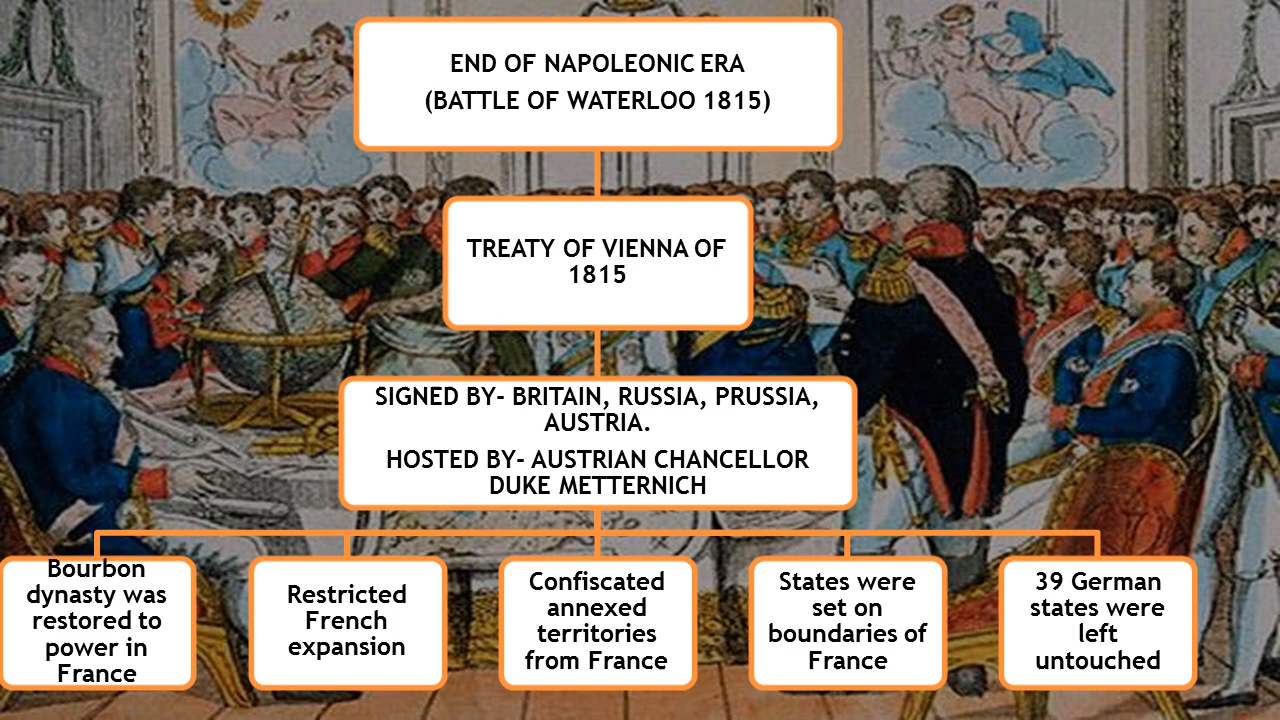 END OF NAPOLEONIC ERA
(BATTLE OF WATERLOO 1815)
TREATY OF VIENNA OF
1815
SIGNED BY- BRITAIN, RUSSIA, PRUSSIA,
AUSTRIA.
HOSTED BY- AUSTRIAN CHANCELLOR
DUKE METTERNICH
Bourbon
dynasty was
restored to
power in
France
Restricted
French
expansion
Confiscated
annexed
territories
from France
States were
set on
boundaries of
France
39 German
states were
left
untouched